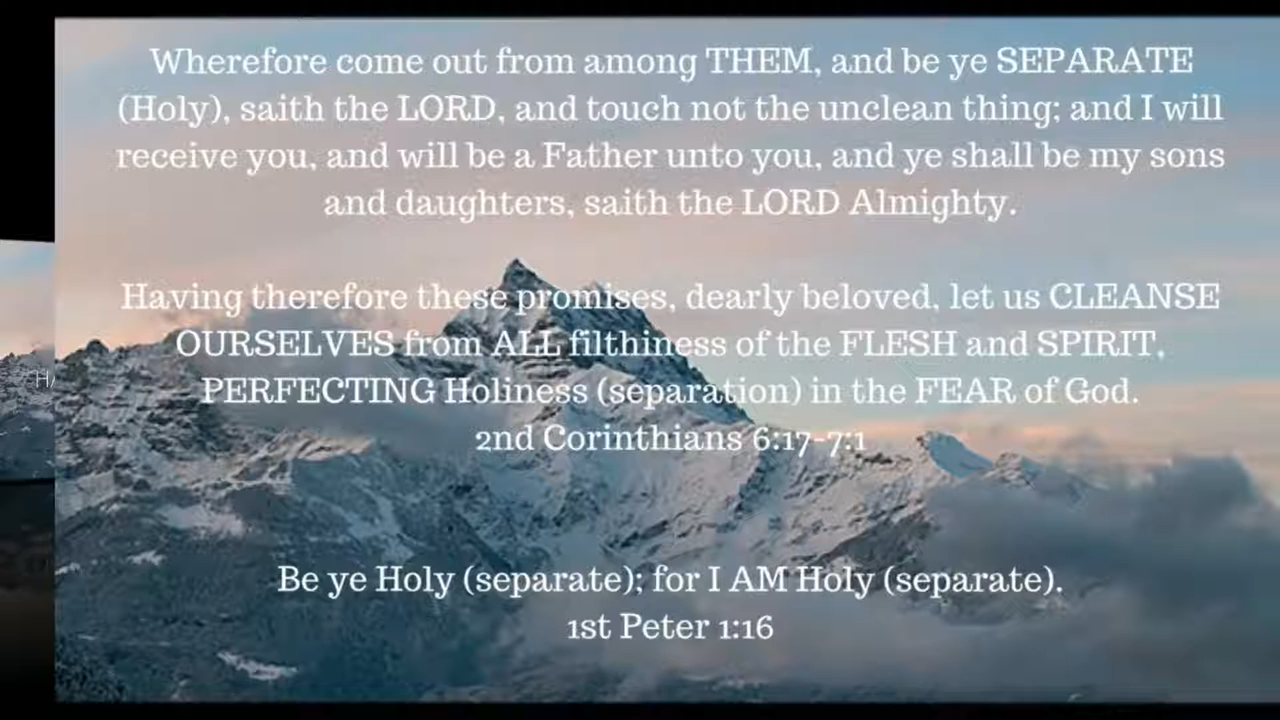 Wherefore come out from among THEM, and be ye SEPARATE
(Holy), saith the LORD, and touch not the unclean thing; and I will
receive you, and will be a Father unto you, and ye shall be my sons
and daughters, saith the LORD Almighty.
Having therefore these promises, dearly beloved, let us CLEANSE
OURSELVES from ALL filthiness of the FLESH and SPIRIT,
PERFECTING Holiness (separation) in the FEAR of God.
2nd Corinthians 6:17-7:1
Be ye Holy (separate); for I AM Holy (separate).
1st Peter 1:16